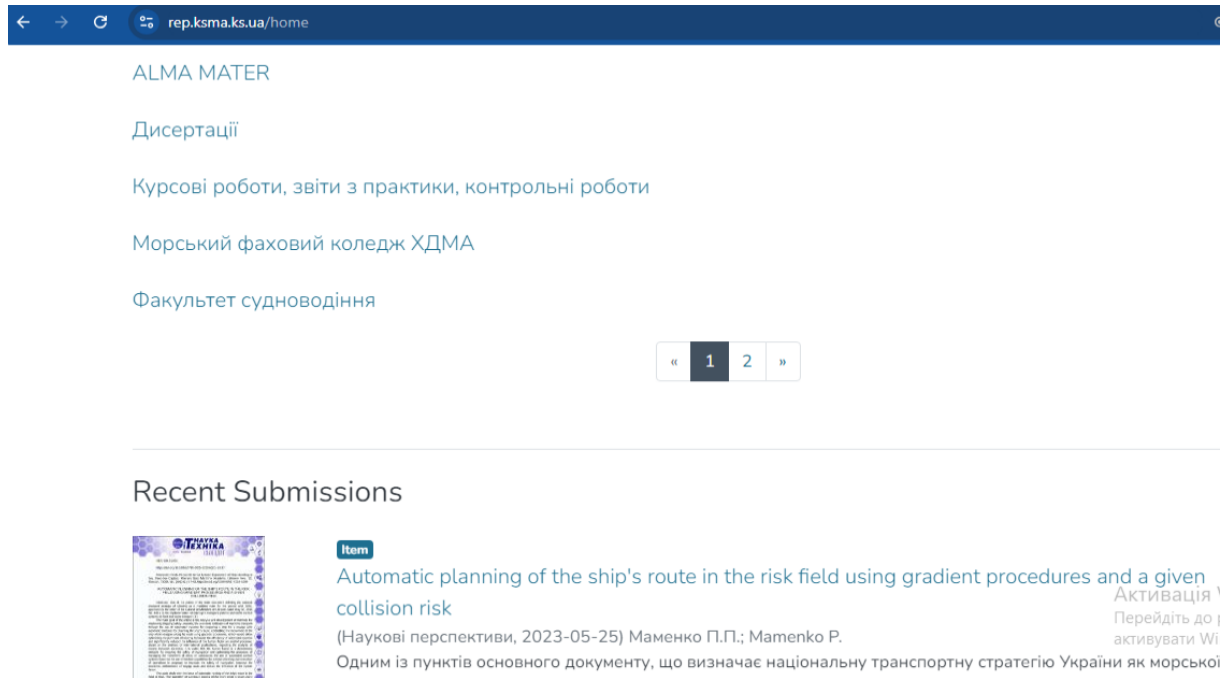 rep.ksma.ks.ua/home
ALMA MATER
Дисертації
Курсові роботи, звіти з практики, контрольні роботи
Морський фаховий коледж ХДМА
Факультет судноводіння
« 1 2 »
Recent Submissions
НАУКА
ТЕХНІКА
Item
Automatic planning of the ship's route in the risk field using gradient procedures and a given
collision risk
(Наукові перспективи, 2023-05-25) Маменко П.П.; Mamenko P.
Одним із пунктів основного документу, що визначає національну транспортну стратегію України як морської
Активація
Перейдіть до
активувати Wi